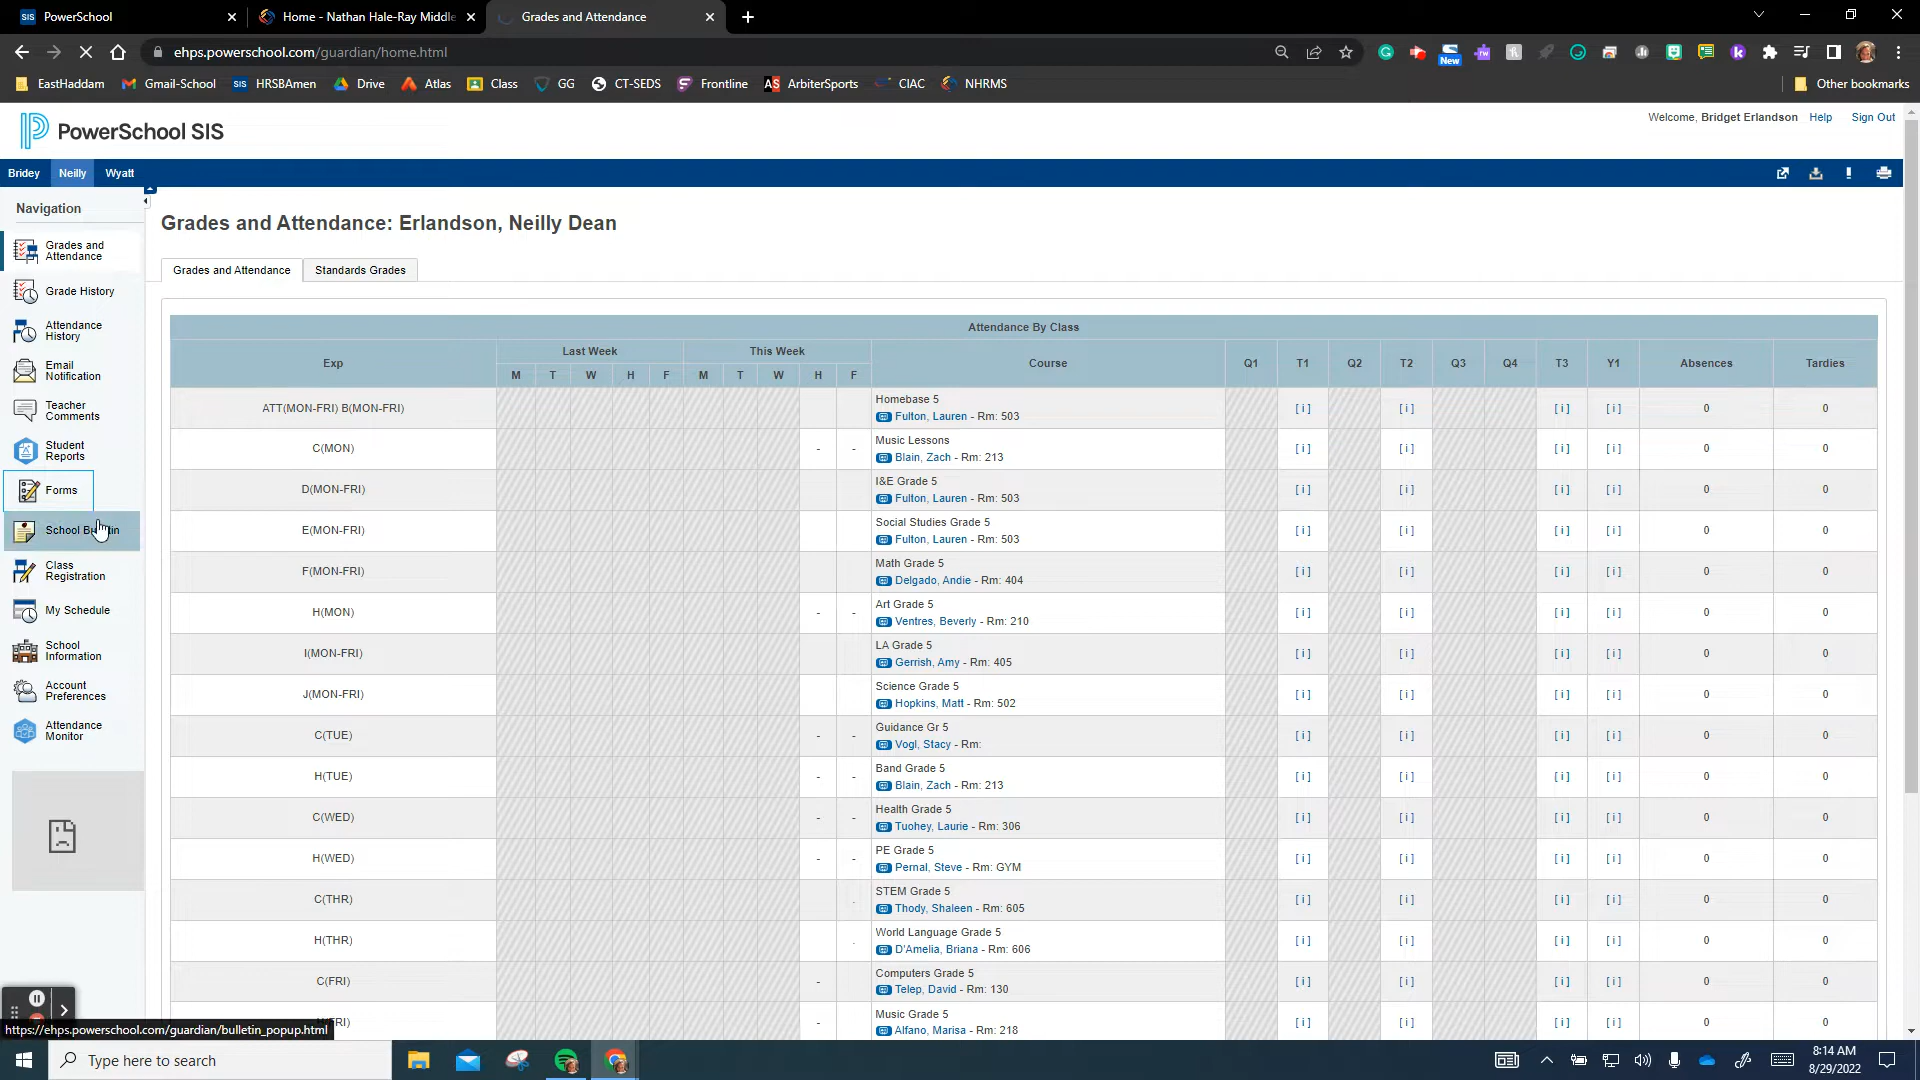 PowerSchool
Home - Nathan Hale-Ray Middle
Grades and Attendance
ehps.powerschool.com/guardian/home.html
New
EastHaddam
Gmail-School
SIS HRSBAmen
Drive
Atlas
Class
GG
CT-SEDS
Frontline
AS ArbiterSports
CIAC
NHRMS
Other bookmarks
PowerSchool SIS
Welcome, Bridget Erlandson Help Sign Out
Bridey Neilly Wyatt
Navigation
Grades and
Attendance
Grade History
Attendance
History
Email
Notification
Teacher
Comments
Student
Reports
Forms
School Bulletin
Class
Registration
My Schedule
School
Information
Account
Preferences
Attendance
Monitor
Grades and Attendance: Erlandson, Neilly Dean
Grades and Attendance Standards Grades
Attendance By Class
Exp Last Week This Week Course Q1 T1 Q2 T2 Q3 Q4 T3 Y1 Absences Tardies
M T W H F M T W H F
ATT(MON-FRI) B(MON-FRI) Homebase 5 [ i ] [ i ] [ i ] [ i ] 0 0
Fulton, Lauren - Rm: 503
C(MON) - - Music Lessons [ i ] [ i ] [ i ] [ i ] 0 0
Blain, Zach - Rm: 213
D(MON-FRI) I&E Grade 5 [ i ] [ i ] [ i ] [ i ] 0 0
Fulton, Lauren - Rm: 503
E(MON-FRI) Social Studies Grade 5 [ i ] [ i ] [ i ] [ i ] 0 0
Fulton, Lauren - Rm: 503
F(MON-FRI) Math Grade 5 [ i ] [ i ] [ i ] [ i ] 0 0
Delgado, Andie - Rm: 404
H(MON) - - Art Grade 5 [ i ] [ i ] [ i ] [ i ] 0 0
Ventres, Beverly - Rm: 210
I(MON-FRI) LA Grade 5 [ i ] [ i ] [ i ] [ i ] 0 0
Gerrish, Amy - Rm: 405
J(MON-FRI) Science Grade 5 [ i ] [ i ] [ i ] [ i ] 0 0
Hopkins, Matt - Rm: 502
C(TUE) - - Guidance Gr 5 [ i ] [ i ] [ i ] [ i ] 0 0
Vogl, Stacy - Rm:
H(TUE) - - Band Grade 5 [ i ] [ i ] [ i ] [ i ] 0 0
Blain, Zach - Rm: 213
C(WED) - - Health Grade 5 [ i ] [ i ] [ i ] [ i ] 0 0
Tuohey, Laurie - Rm: 306
H(WED) - - PE Grade 5 [ i ] [ i ] [ i ] [ i ] 0 0
Pernal, Steve - Rm: GYM
C(THR) . STEM Grade 5 [ i ] [ i ] [ i ] [ i ] 0 0
Thody, Shaleen - Rm: 605
H(THR) . World Language Grade 5 [ i ] [ i ] [ i ] [ i ] 0 0
D'Amelia, Briana - Rm: 606
C(FRI) - Computers Grade 5 [ i ] [ i ] [ i ] [ i ] 0 0
Telep, David - Rm: 130
FRI) - Music Grade 5 [ i ] [ i ] [ i ] [ i ] 0 0
Alfano, Marisa - Rm: 218
https://ehps.powerschool.com/guardian/bulletin_popup.html
Type here to search
8:14 AM
8/29/2022